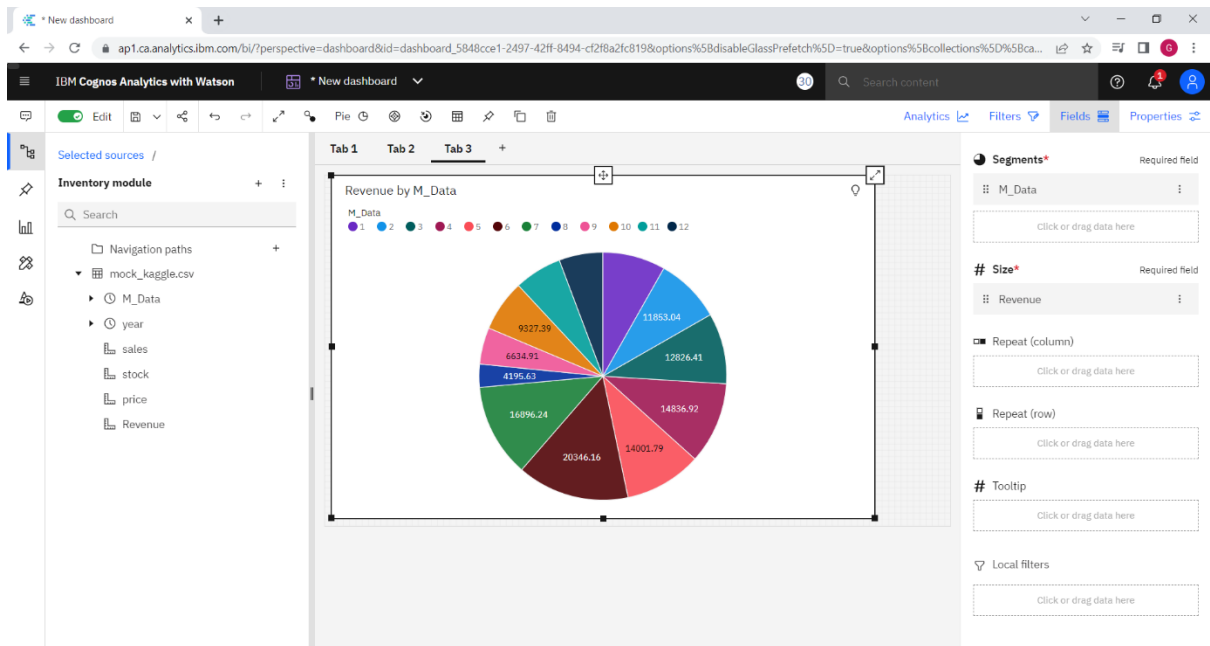 * New dashboard
ap1.ca.analytics.ibm.com/bi/?perspective=dashboard&id=dashboard_5848cce1-2497-42ff-8494-cf2f8a2fc819&options%5BdisableGlassPrefetch%5D=true&options%5Bcollections%5D%5Bca...
G
IBM Cognos Analytics with Watson
* New dashboard
30
Search content
1
Edit
Pie
Analytics
Filters
Fields
Properties
Selected sources /
Inventory module
Search
Navigation paths
mock_kaggle.csv
M_Data
year
sales
stock
price
Revenue
Tab 1 Tab 2 Tab 3 +
Revenue by M_Data
M_Data
1 2 3 4 5 6 7 8 9 10 11 12
11853.04
12826.41
14836.92
14001.79
20346.16
16896.24
4195.63
6634.91
9327.39
Segments* Required field
M_Data
Click or drag data here
# Size* Required field
Revenue
Repeat (column)
Click or drag data here
Repeat (row)
Click or drag data here
# Tooltip
Click or drag data here
Local filters
Click or drag data here